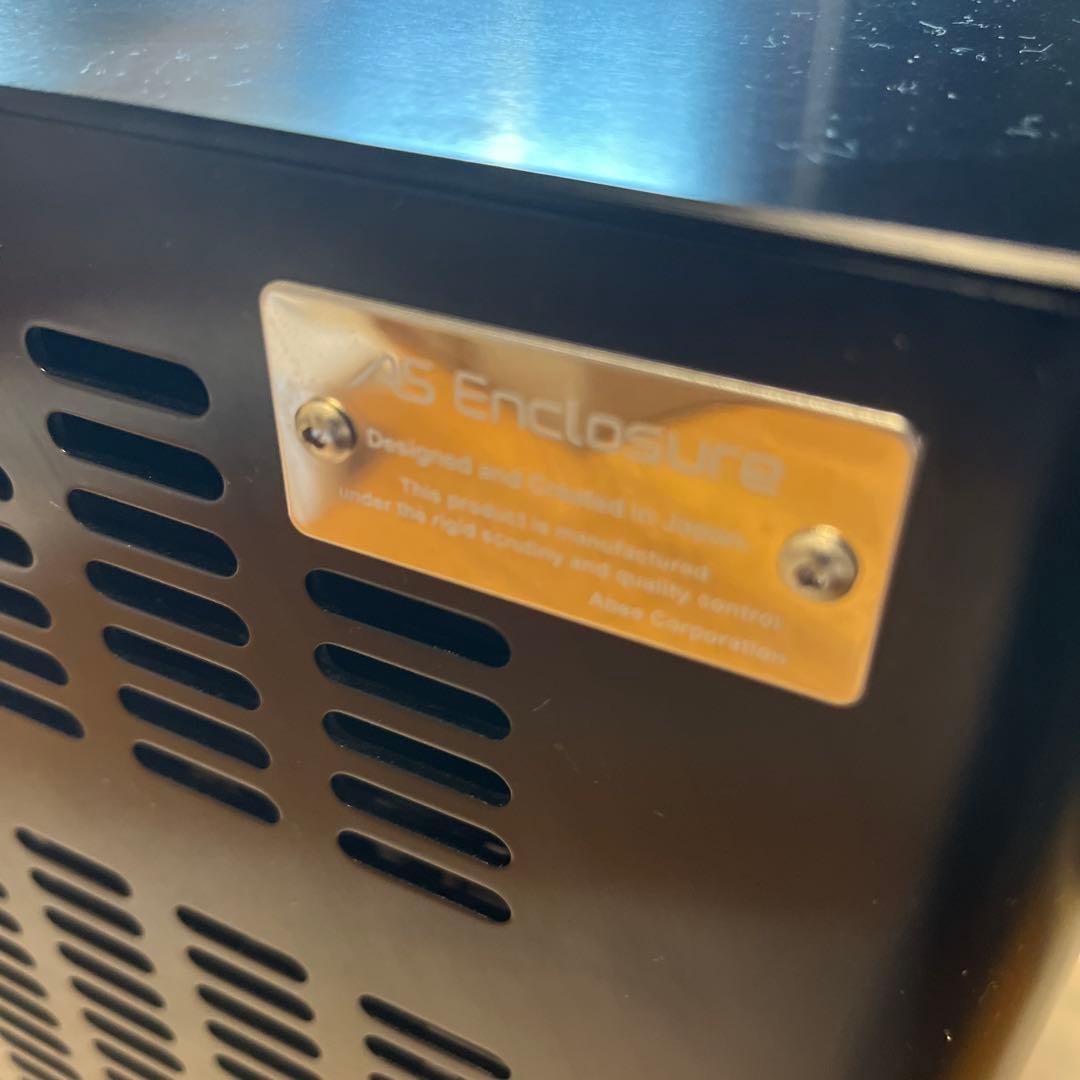 AS Enclosure
Designed and Created in Japan.
This product is manufactured
under the rigid scrutiny and quality control.
Abee Corporation